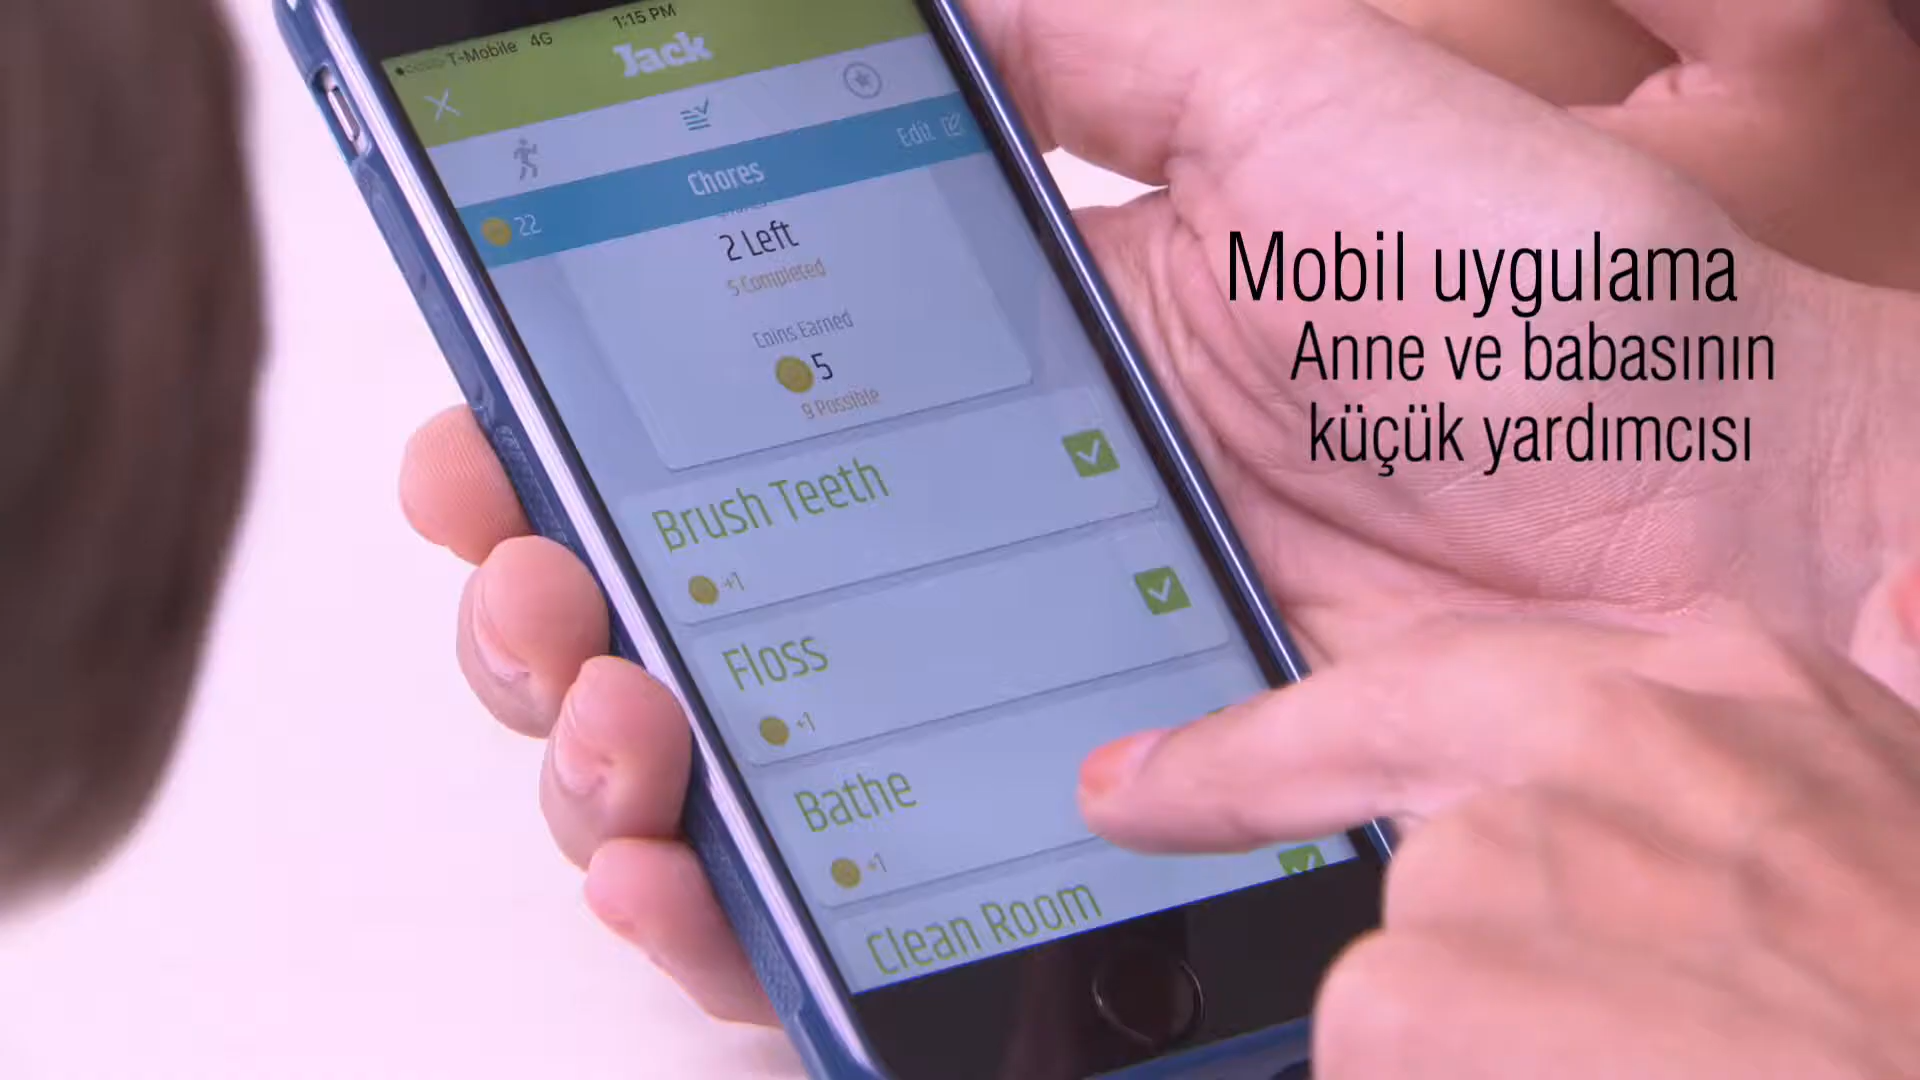 T-Mobile 4G 1:15 PM
Jack
Chores
Edit
22
2 Left
5 Completed
Coins Earned
5
9 Possible
Brush Teeth
+1
Floss
+1
Bathe
+1
Clean Room
Mobil uygulama
Anne ve babasının
küçük yardımcısı